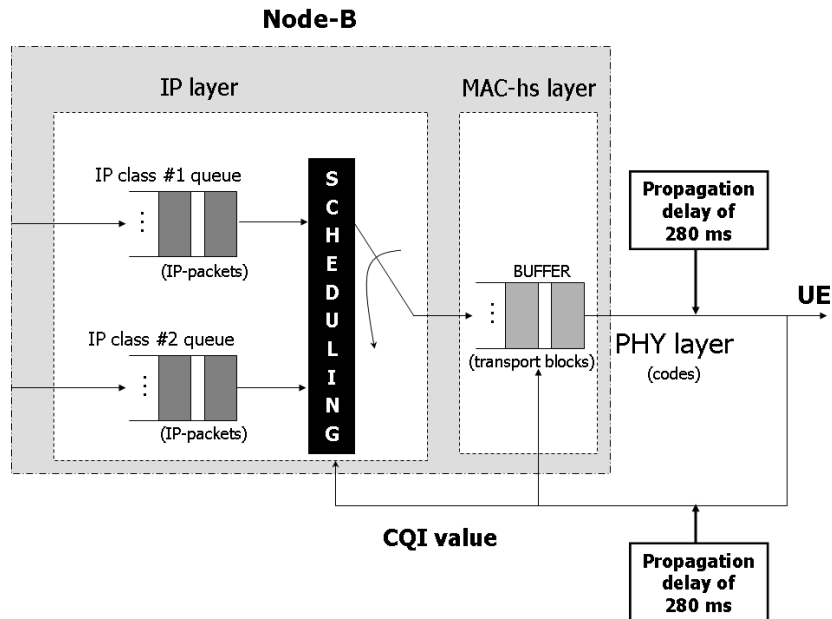 Node-B
IP layer
MAC-hs layer
IP class #1 queue
(IP-packets)
IP class #2 queue
(IP-packets)
SCHEDULING
BUFFER
(transport blocks)
Propagation
delay of
280 ms
UE
PHY layer
(codes)
CQI value
Propagation
delay of
280 ms